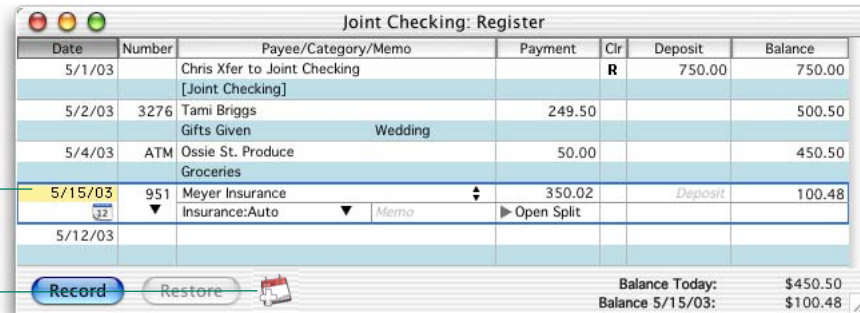 Joint Checking: Register
Date Number Payee/Category/Memo Payment Clr Deposit Balance
5/1/03 Chris Xfer to Joint Checking R 750.00 750.00
[Joint Checking]
5/2/03 3276 Tami Briggs 249.50 500.50
Gifts Given Wedding
5/4/03 ATM Ossie St. Produce 50.00 450.50
Groceries
5/15/03 951 Meyer Insurance 350.02 Deposit 100.48
12 Insurance:Auto Memo Open Split
5/12/03
Record Restore Balance Today: $450.50
Balance 5/15/03: $100.48